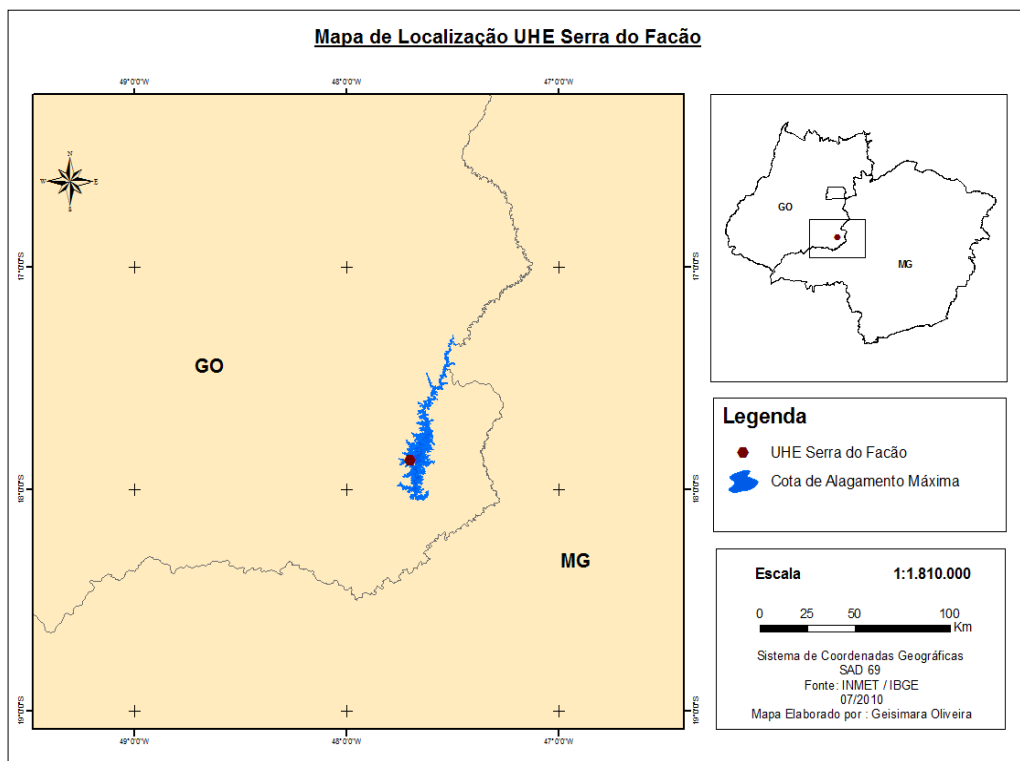 Mapa de Localização UHE Serra do Facão
49°0'0"W 48°0'0"W 47°0'0"W
N
W E
S
17°0'0"S 17°0'0"S
GO
18°0'0"S 18°0'0"S
MG
19°0'0"S 19°0'0"S
49°0'0"W 48°0'0"W 47°0'0"W
GO
MG
Legenda
UHE Serra do Facão
Cota de Alagamento Máxima
Escala 1:1.810.000
0 25 50 100
Km
Sistema de Coordenadas Geográficas
SAD 69
Fonte: INMET / IBGE
07/2010
Mapa Elaborado por : Geisimara Oliveira